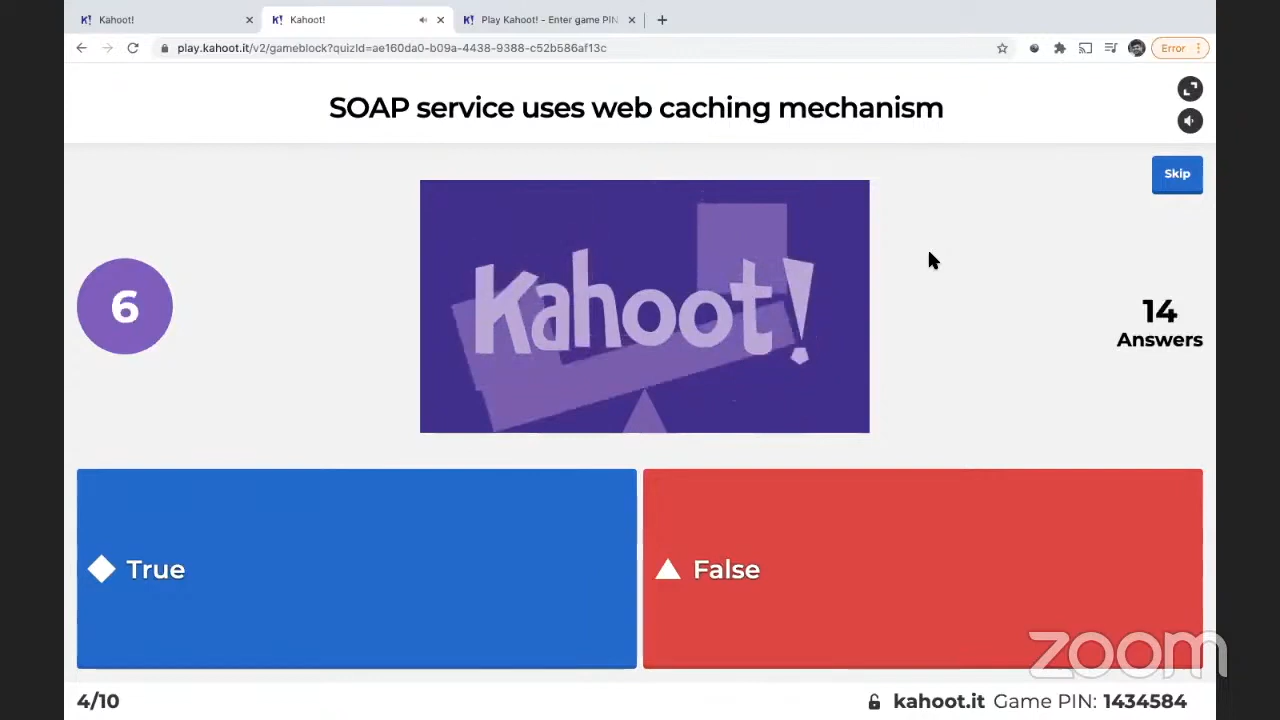 Kahoot!
Kahoot!
Play Kahoot! - Enter game PIN
play.kahoot.it/v2/gameblock?quizId=ae160da0-b09a-4438-9388-c52b586af13c
Error
SOAP service uses web caching mechanism
Skip
Kahoot!
6
14
Answers
True
False
zoom
4/10
kahoot.it Game PIN: 1434584